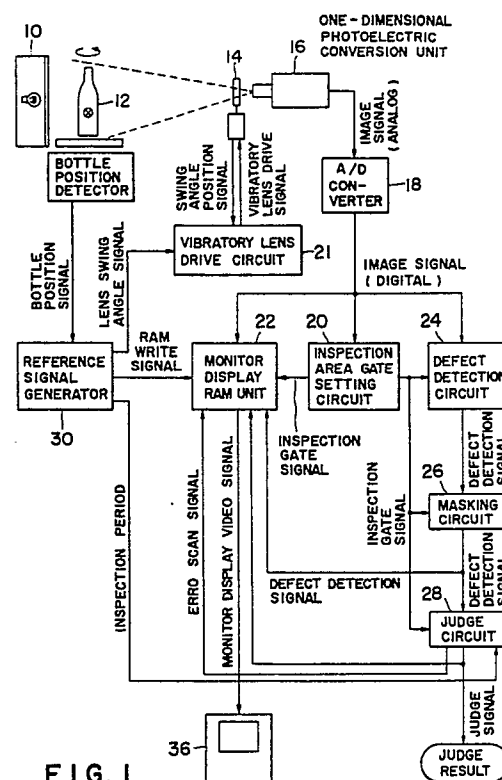 ONE-DIMENSIONAL
PHOTOELECTRIC
CONVERSION UNIT
10
12
14
16
IMAGE SIGNAL
(ANALOG)
BOTTLE
POSITION
DETECTOR
SWING
ANGLE
POSITION
SIGNAL
VIBRATORY
LENS DRIVE
SIGNAL
A/D
CON-
VERTER
18
BOTTLE
POSITION
SIGNAL
LENS SWING
ANGLE SIGNAL
VIBRATORY LENS
DRIVE CIRCUIT
21
IMAGE SIGNAL
(DIGITAL)
22
20
24
RAM
WRITE
SIGNAL
REFERENCE
SIGNAL
GENERATOR
30
MONITOR
DISPLAY
RAM UNIT
INSPECTION
AREA GATE
SETTING
CIRCUIT
DEFECT
DETECTION
CIRCUIT
INSPECTION
GATE
SIGNAL
DEFECT
DETECTION
SIGNAL
26
MASKING
CIRCUIT
INSPECTION
GATE
SIGNAL
INSPECTION PERIOD
ERRO SCAN SIGNAL
MONITOR DISPLAY VIDEO SIGNAL
DEFECT DETECTION
SIGNAL
DEFECT
DETECTION
SIGNAL
28
JUDGE
CIRCUIT
JUDGE
SIGNAL
36
JUDGE
RESULT
FIG. 1